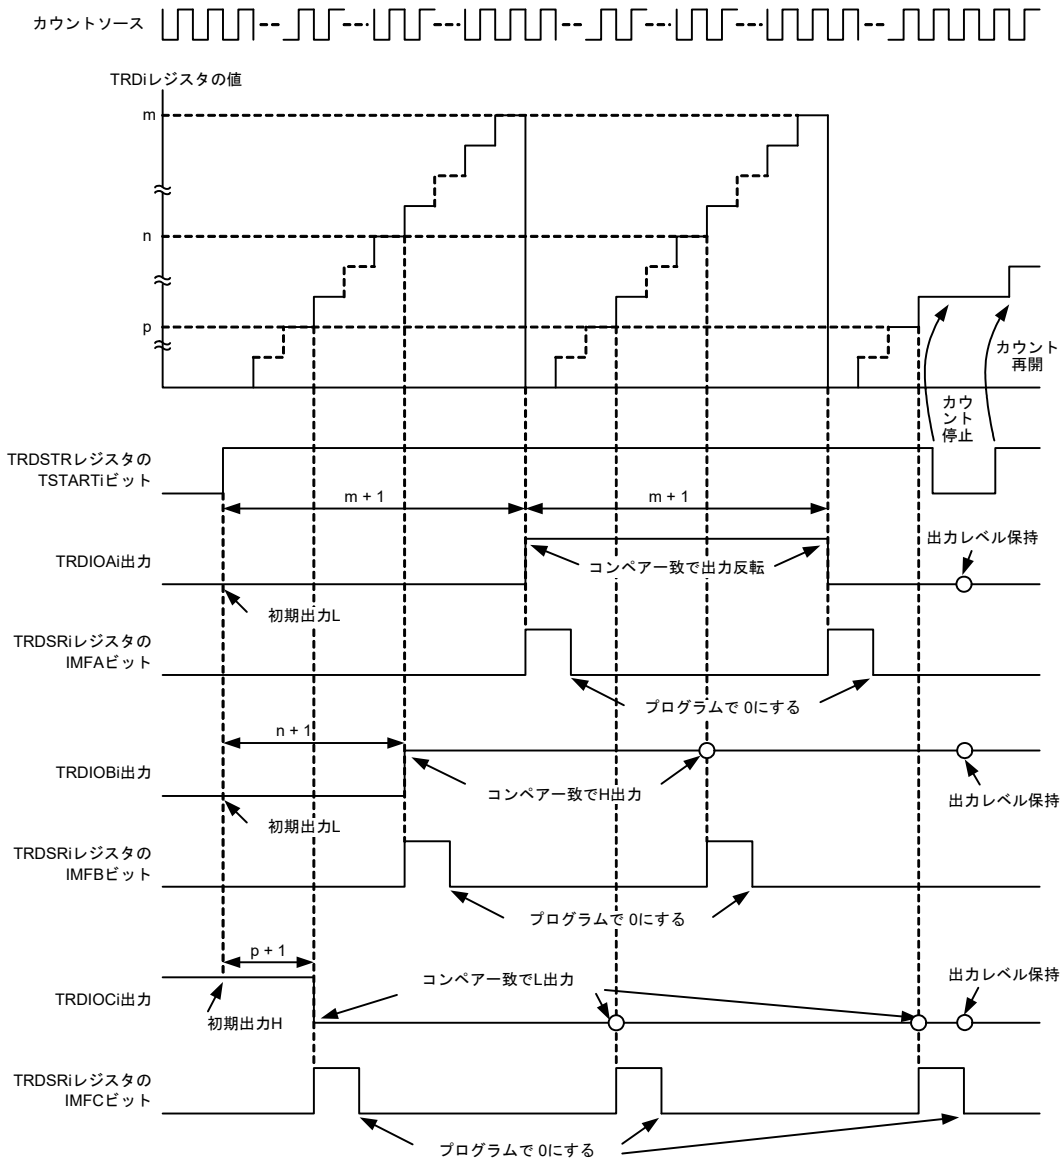 カウントソース
TRDiレジスタの値
m
n
p
カウント
再開
カウ
ント
停止
TRDSTRレジスタの
TSTARTiビット
m + 1
m + 1
TRDIOAi出力
コンペア一致で出力反転
出力レベル保持
初期出力L
TRDSRiレジスタの
IMFAビット
プログラムで 0にする
n + 1
TRDIOBi出力
コンペア一致でH出力
出力レベル保持
初期出力L
TRDSRiレジスタの
IMFBビット
プログラムで 0にする
p + 1
TRDIOCi出力
コンペア一致でL出力
出力レベル保持
初期出力H
TRDSRiレジスタの
IMFCビット
プログラムで 0にする